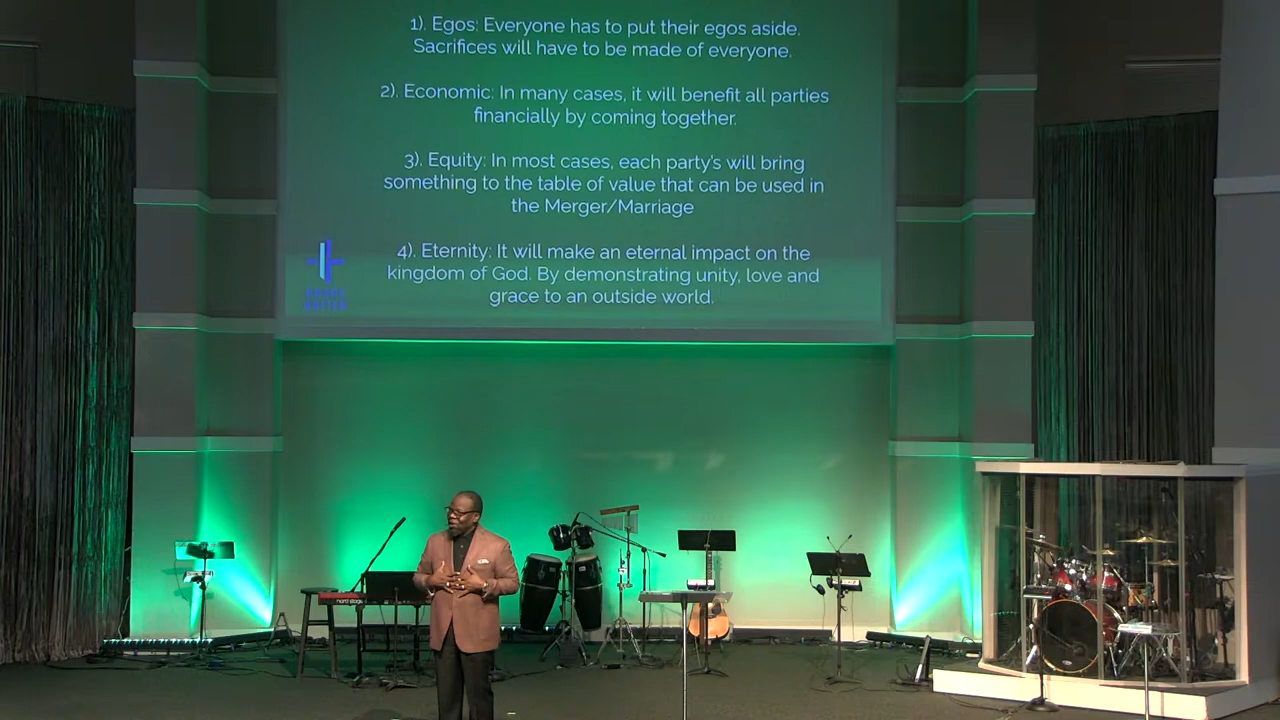 1). Egos: Everyone has to put their egos aside.
Sacrifices will have to be made of everyone.
2). Economic: In many cases, it will benefit all parties
financially by coming together.
3). Equity: In most cases, each party's will bring
something to the table of value that can be used in
the Merger/Marriage
4). Eternity: It will make an eternal impact on the
kingdom of God. By demonstrating unity, love and
grace to an outside world.
nord stage